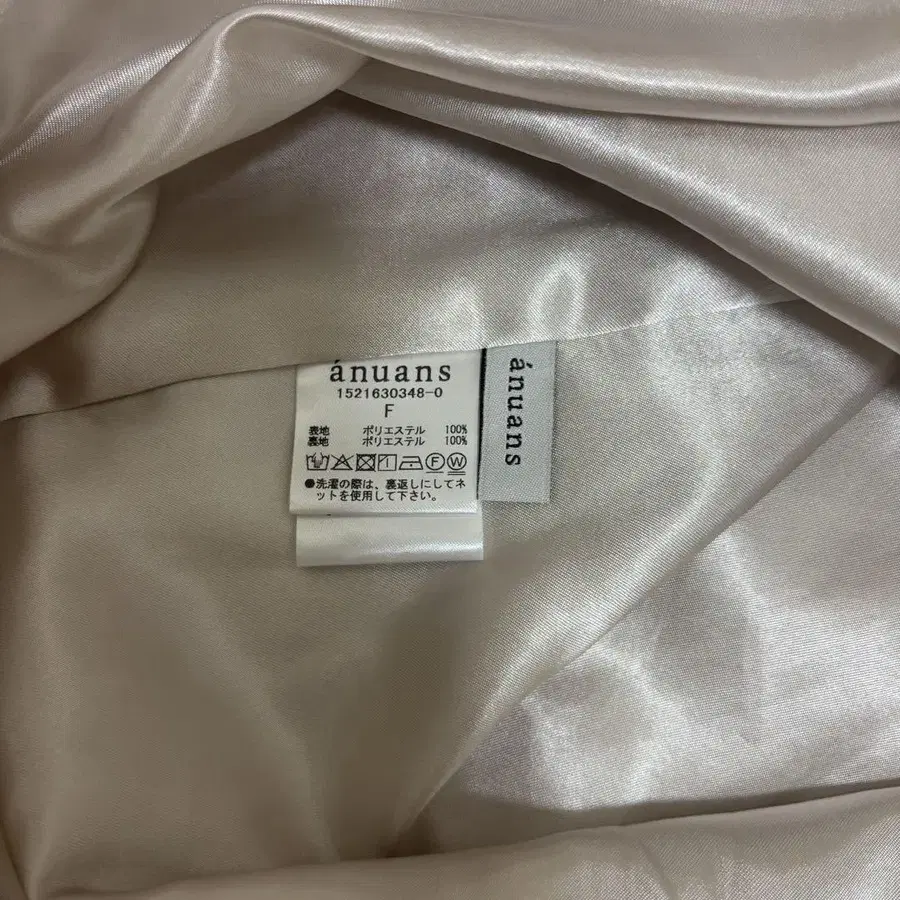 ánuans
1521630348-0
F
表地 ポリエステル 100%
裏地 ポリエステル 100%
F W
●洗濯の際は、裏返しにしてネ
ットを使用して下さい。
ánuans